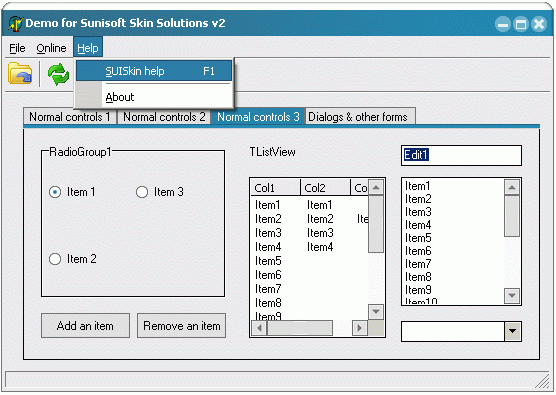 Demo for Sunisoft Skin Solutions v2
File Online Help
SUISkin help F1
About
Normal controls 1 Normal controls 2 Normal controls 3 Dialogs & other forms
RadioGroup1
Item 1 Item 3
Item 2
Add an item Remove an item
TListView
Col1 Col2 Co
Item1 Item1
Item2 Item2 Ite
Item3 Item3
Item4 Item4
Item5
Item6
Item7
Item8
Item9
Edit1
Item1
Item2
Item3
Item4
Item5
Item6
Item7
Item8
Item9
Item10